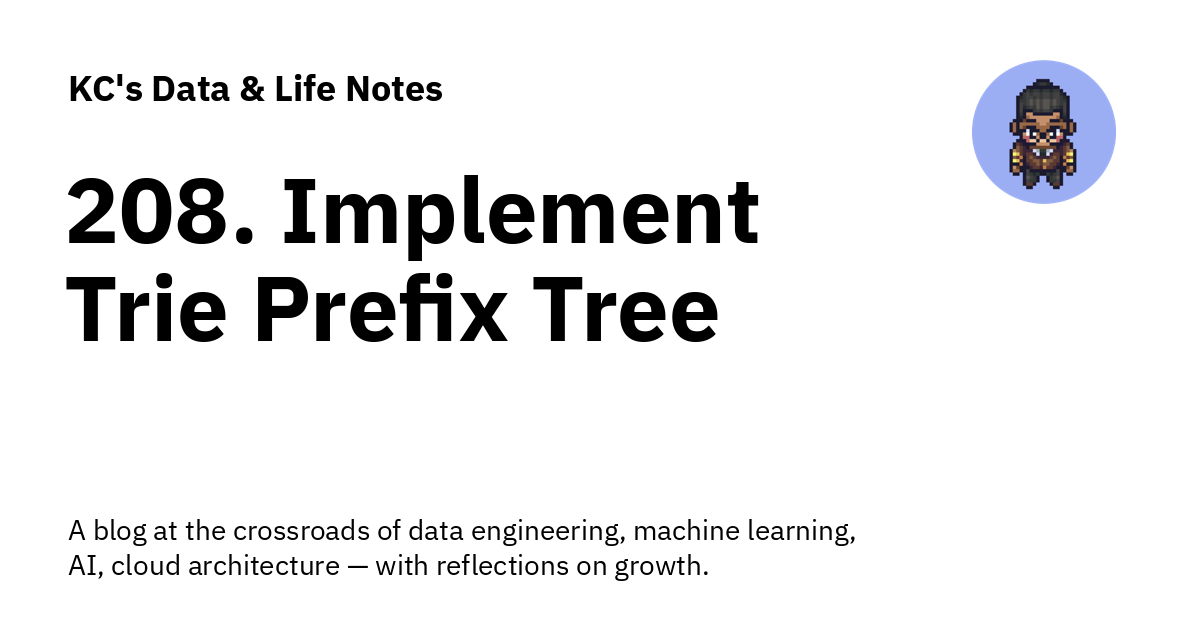 KC's Data & Life Notes
208. Implement
Trie Prefix Tree
A blog at the crossroads of data engineering, machine learning,
AI, cloud architecture — with reflections on growth.